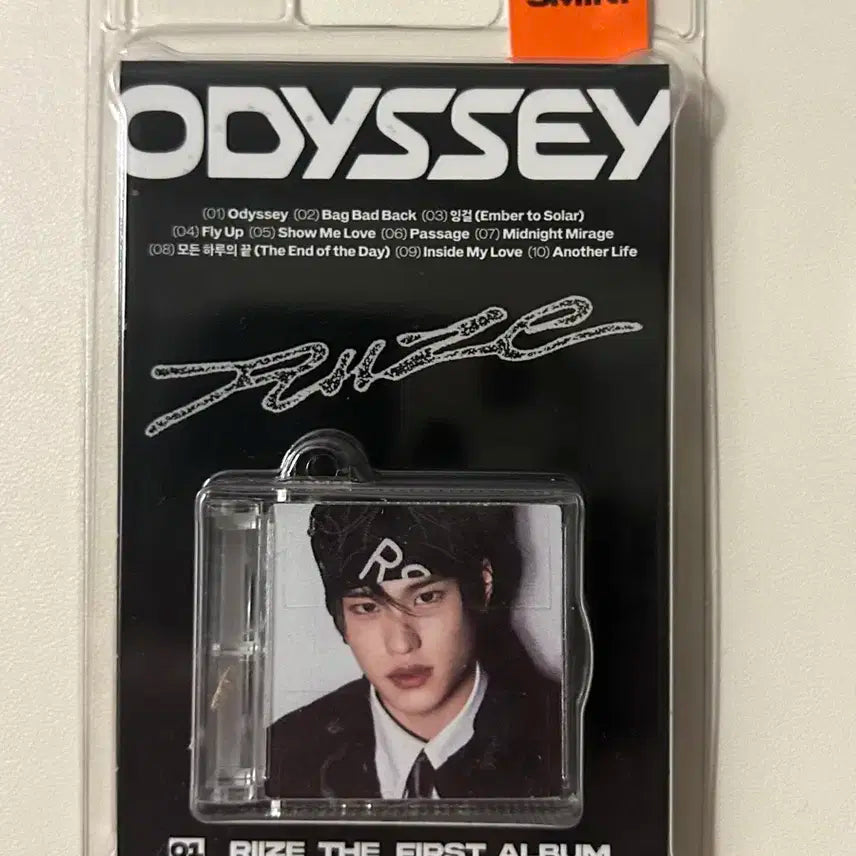 SMINI
ODYSSEY
(01) Odyssey (02) Bag Bad Back (03) 잉걸 (Ember to Solar)
(04) Fly Up (05) Show Me Love (06) Passage (07) Midnight Mirage
(08) 모든 하루의 끝 (The End of the Day) (09) Inside My Love (10) Another Life
RIIZE
01 RIIZE THE FIRST ALBUM